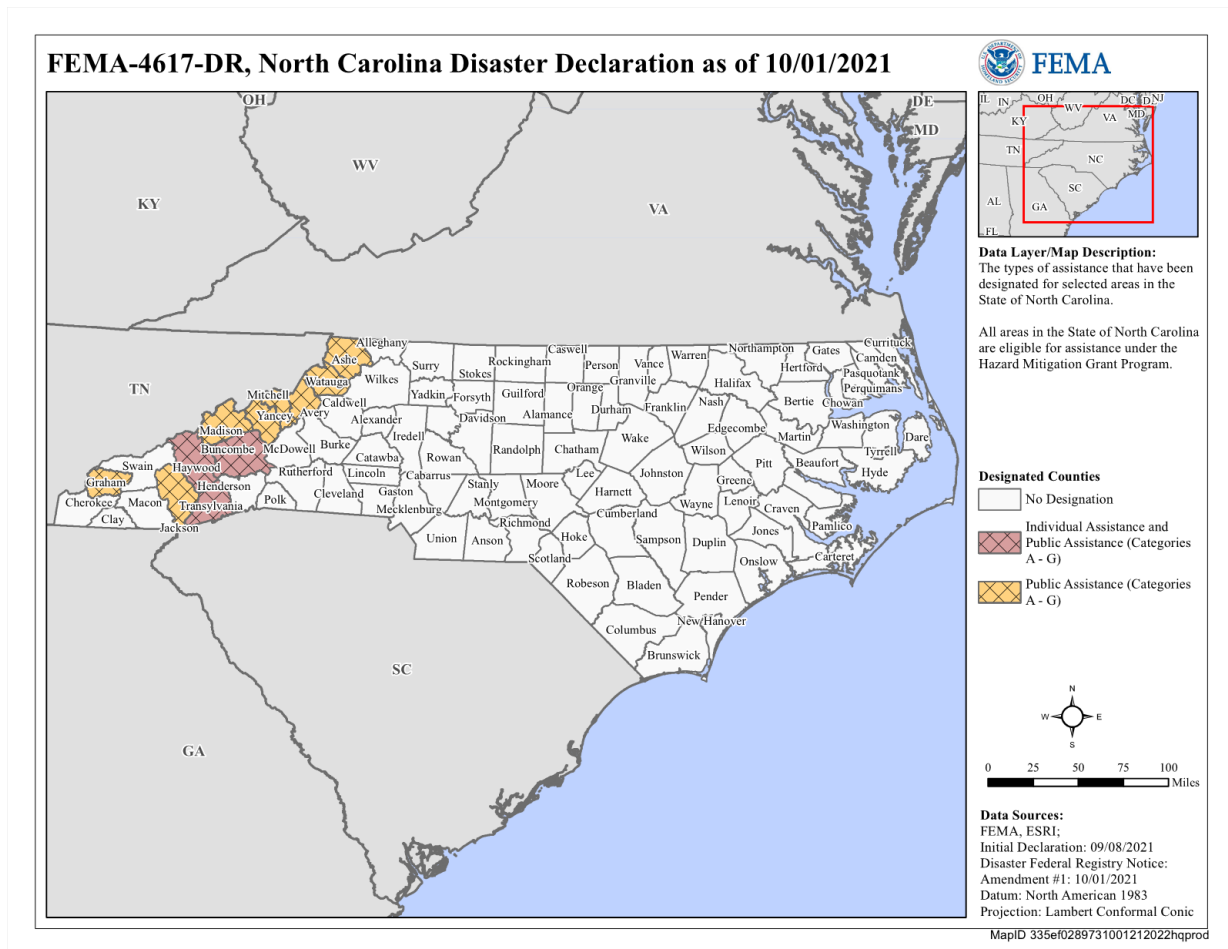 FEMA-4617-DR, North Carolina Disaster Declaration as of 10/01/2021
FEMA
OH
WV
KY
VA
DE
MD
TN
SC
GA
IL
IN
OH
WV
KY
VA
DC
D
NJ
MD
TN
NC
SC
AL
GA
FL
Alleghany
Ashe
Surry
Stokes
Rockingham
Caswell
Person
Vance
Warren
Northampton
Gates
Currituck
Camden
Hertford
Pasquotank
Perquimans
Watauga
Wilkes
Yadkin
Forsyth
Guilford
Orange
Granville
Halifax
Mitchell
Caldwell
Avery
Yancey
Alexander
Davidson
Alamance
Durham
Franklin
Nash
Bertie
Chowan
Madison
Buncombe
McDowell
Burke
Iredell
Catawba
Rowan
Randolph
Chatham
Wake
Edgecombe
Martin
Washington
Tyrrell
Dare
Swain
Haywood
Rutherford
Lincoln
Cabarrus
Wilson
Pitt
Beaufort
Hyde
Graham
Henderson
Gaston
Stanly
Moore
Lee
Johnston
Greene
Cherokee
Macon
Transylvania
Polk
Cleveland
Mecklenburg
Montgomery
Harnett
Cumberland
Wayne
Lenoir
Craven
Clay
Jackson
Richmond
Pamlico
Union
Anson
Hoke
Sampson
Duplin
Jones
Scotland
Onslow
Carteret
Robeson
Bladen
Pender
Columbus
New Hanover
Brunswick
Data Layer/Map Description:
The types of assistance that have been
designated for selected areas in the
State of North Carolina.
All areas in the State of North Carolina
are eligible for assistance under the
Hazard Mitigation Grant Program.
Designated Counties
No Designation
Individual Assistance and
Public Assistance (Categories
A - G)
Public Assistance (Categories
A - G)
N
W
E
S
0 25 50 75 100
Miles
Data Sources:
FEMA, ESRI;
Initial Declaration: 09/08/2021
Disaster Federal Registry Notice:
Amendment #1: 10/01/2021
Datum: North American 1983
Projection: Lambert Conformal Conic
MapID 335ef0289731001212022hqprod